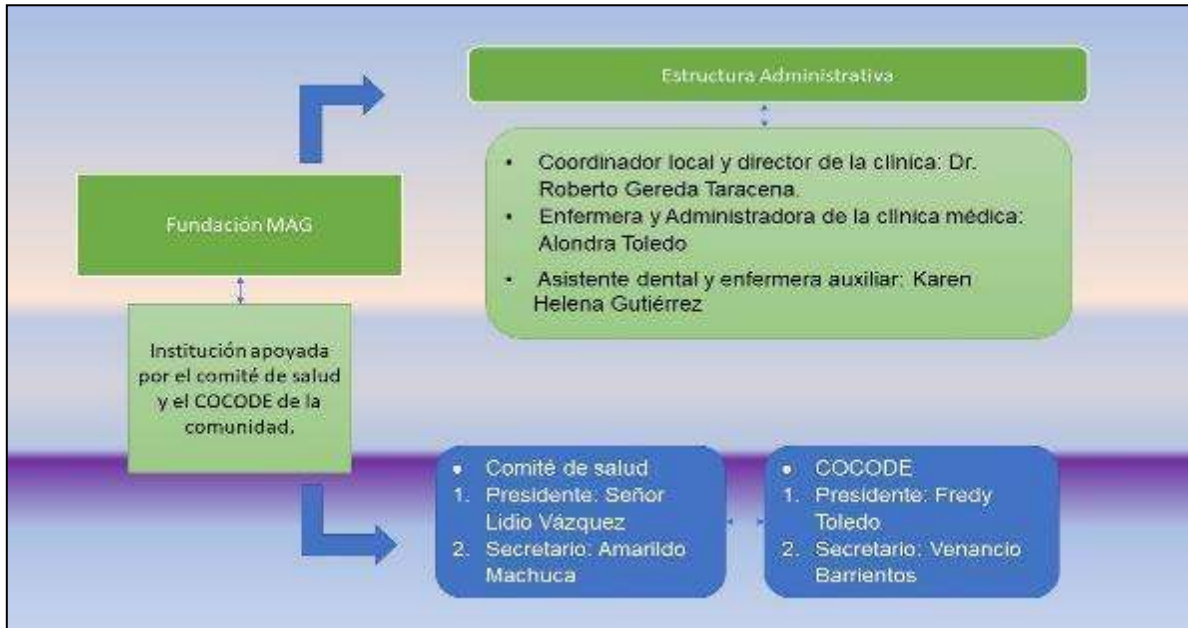 Estructura Administrativa
• Coordinador local y director de la clínica: Dr.
Roberto Gereda Taracena.
• Enfermera y Administradora de la clínica médica:
Alondra Toledo
• Asistente dental y enfermera auxiliar: Karen
Helena Gutiérrez
Fundación MAG
Institución apoyada
por el comité de salud
y el COCODE de la
comunidad.
• Comité de salud
1. Presidente: Señor
Lidio Vázquez
2. Secretario: Amarildo
Machuca
• COCODE
1. Presidente: Fredy
Toledo.
2. Secretario: Venancio
Barrientos